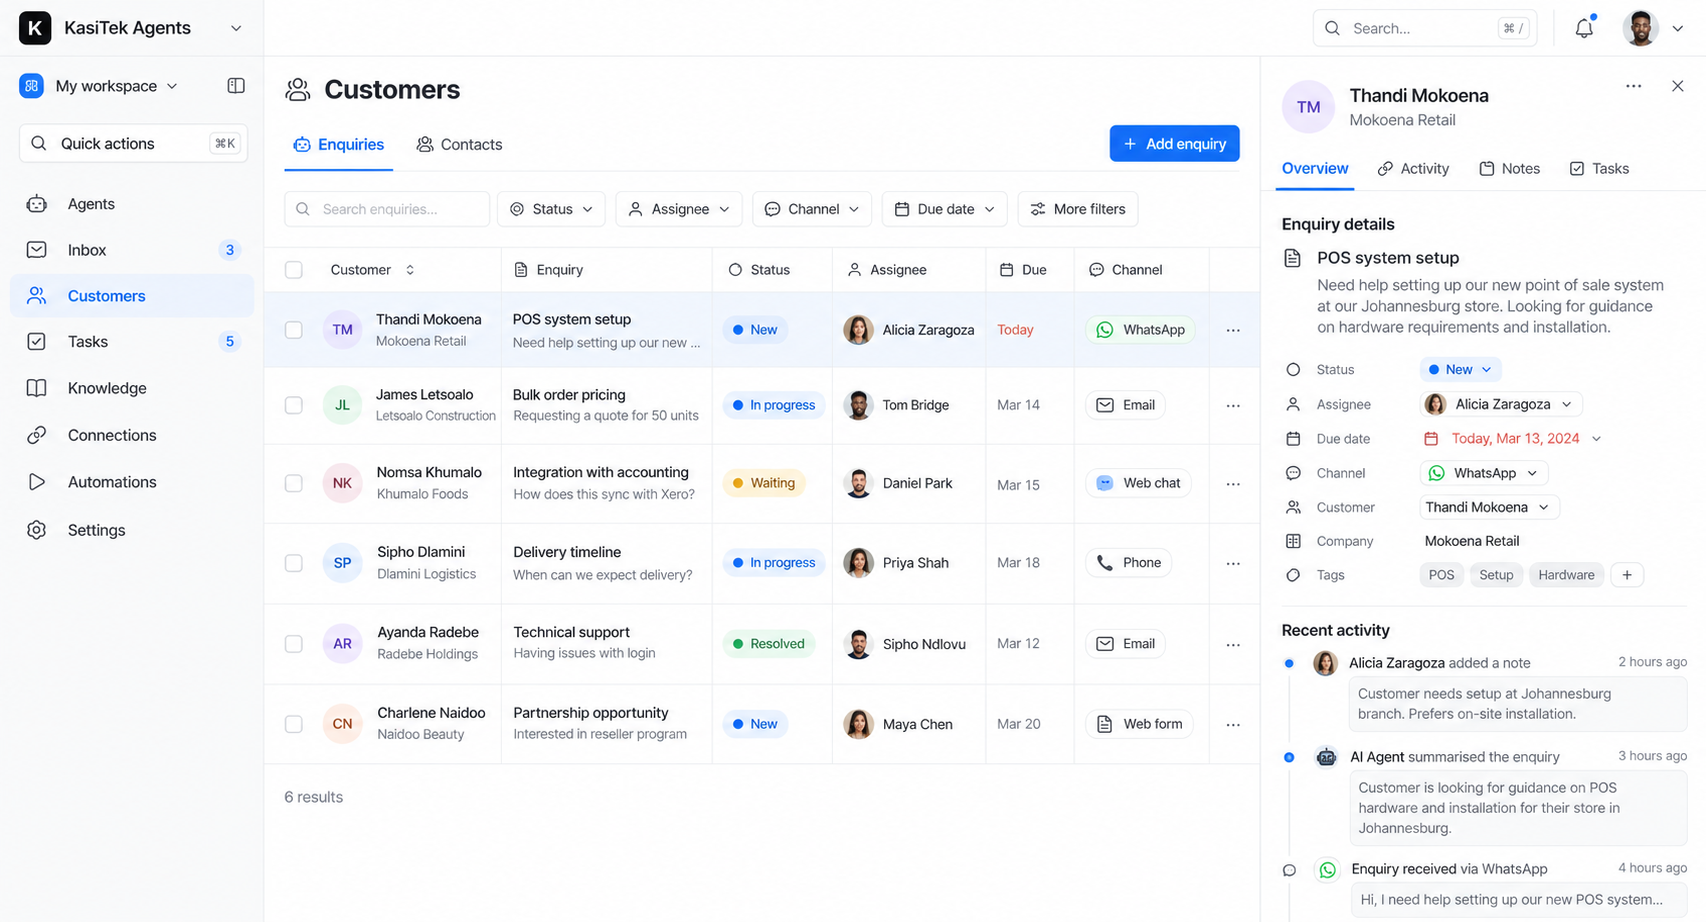 K KasiTek Agents
Search... ⌘ /
My workspace
Quick actions ⌘K
Agents
Inbox 3
Customers
Tasks 5
Knowledge
Connections
Automations
Settings
Customers
Enquiries Contacts
+ Add enquiry
Search enquiries... Status Assignee Channel Due date More filters
Customer Enquiry Status Assignee Due Channel
TM Thandi Mokoena POS system setup New Alicia Zaragoza Today WhatsApp ...
Mokoena Retail Need help setting up our new ...
JL James Letsoalo Bulk order pricing In progress Tom Bridge Mar 14 Email ...
Letsoalo Construction Requesting a quote for 50 units
NK Nomsa Khumalo Integration with accounting Waiting Daniel Park Mar 15 Web chat ...
Khumalo Foods How does this sync with Xero?
SP Sipho Dlamini Delivery timeline In progress Priya Shah Mar 18 Phone ...
Dlamini Logistics When can we expect delivery?
AR Ayanda Radebe Technical support Resolved Sipho Ndlovu Mar 12 Email ...
Radebe Holdings Having issues with login
CN Charlene Naidoo Partnership opportunity New Maya Chen Mar 20 Web form ...
Naidoo Beauty Interested in reseller program
6 results
TM Thandi Mokoena
Mokoena Retail
Overview Activity Notes Tasks
Enquiry details
POS system setup
Need help setting up our new point of sale system
at our Johannesburg store. Looking for guidance
on hardware requirements and installation.
Status New
Assignee Alicia Zaragoza
Due date Today, Mar 13, 2024
Channel WhatsApp
Customer Thandi Mokoena
Company Mokoena Retail
Tags POS Setup Hardware +
Recent activity
Alicia Zaragoza added a note 2 hours ago
Customer needs setup at Johannesburg
branch. Prefers on-site installation.
AI Agent summarised the enquiry 3 hours ago
Customer is looking for guidance on POS
hardware and installation for their store in
Johannesburg.
Enquiry received via WhatsApp 4 hours ago
Hi, I need help setting up our new POS system...